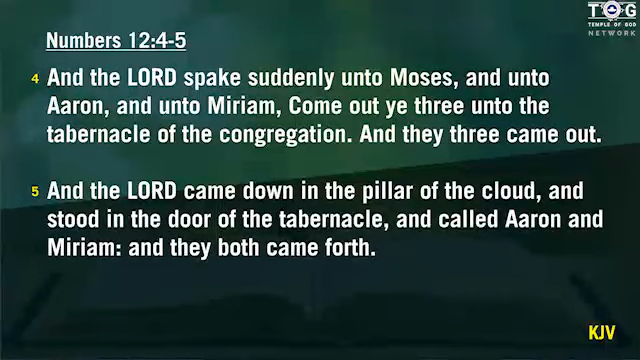 TOG
TEMPLE OF GOD
NETWORK
Numbers 12:4-5
4 And the LORD spake suddenly unto Moses, and unto
Aaron, and unto Miriam, Come out ye three unto the
tabernacle of the congregation. And they three came out.
5 And the LORD came down in the pillar of the cloud, and
stood in the door of the tabernacle, and called Aaron and
Miriam: and they both came forth.
KJV